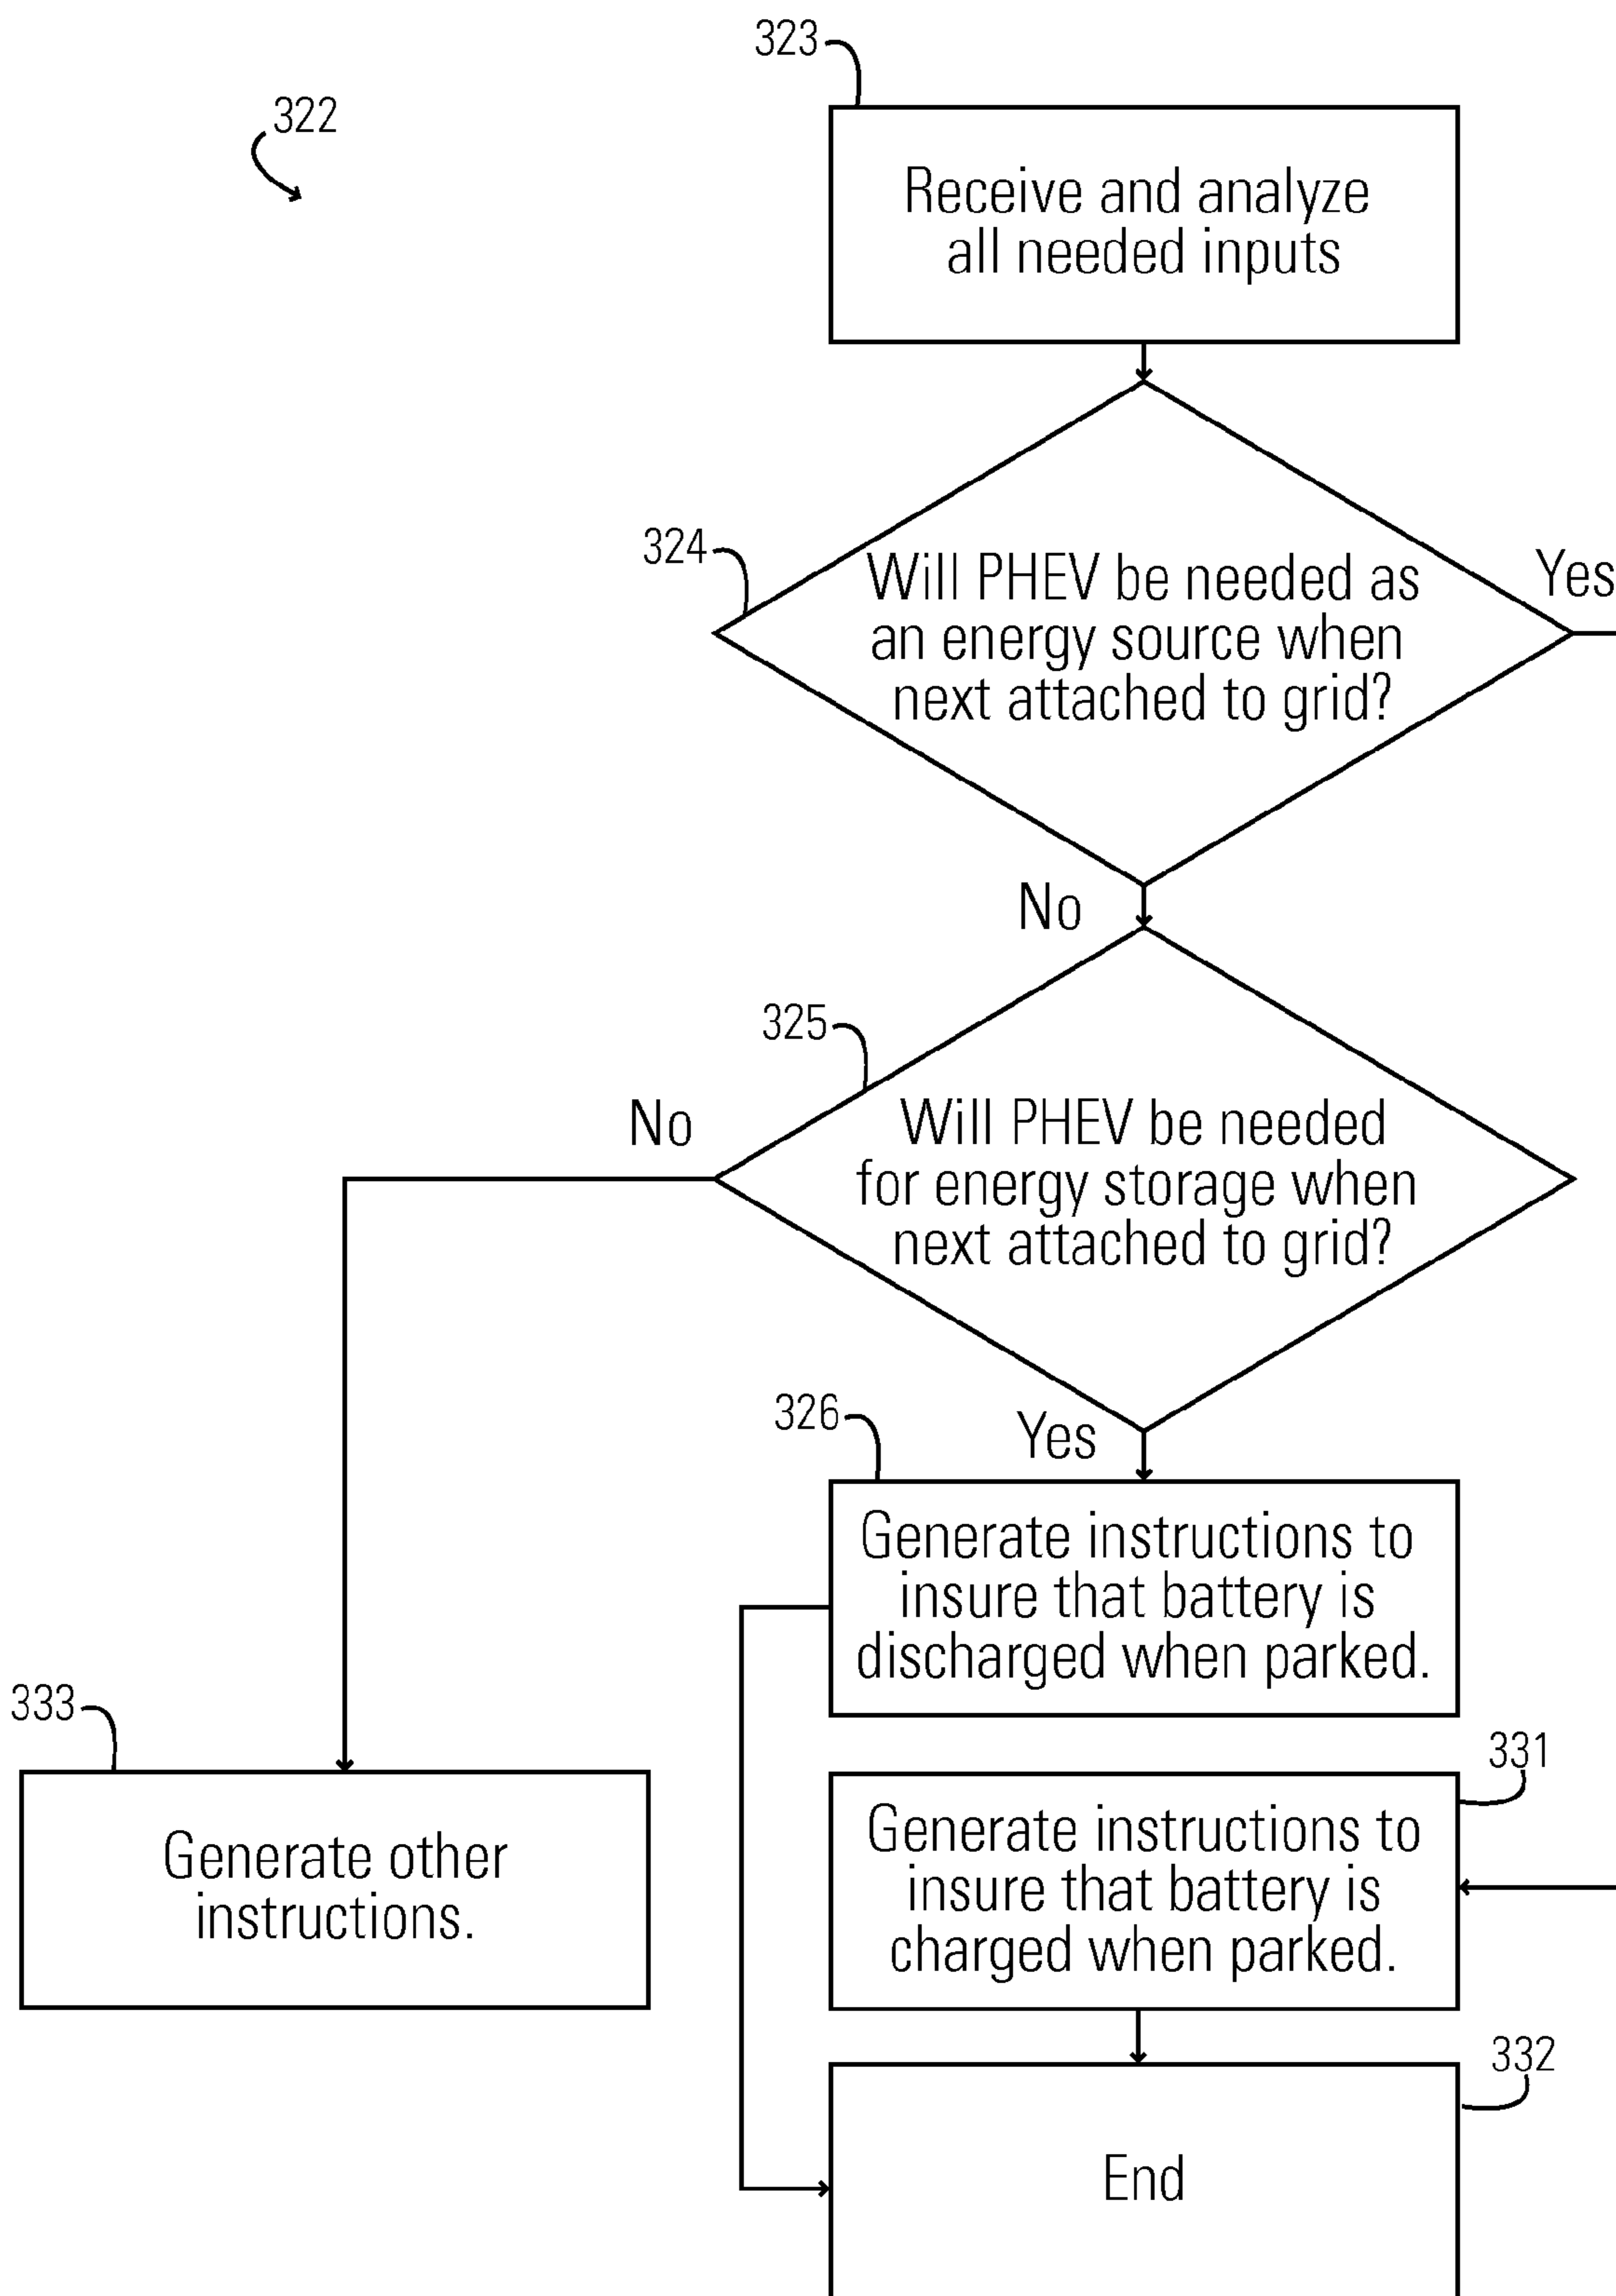 323
322
Receive and analyze
all needed inputs
324
Will PHEV be needed as
an energy source when
next attached to grid?
Yes
No
325
No
Will PHEV be needed
for energy storage when
next attached to grid?
326
Yes
Generate instructions to
insure that battery is
discharged when parked.
333
331
Generate other
instructions.
Generate instructions to
insure that battery is
charged when parked.
332
End